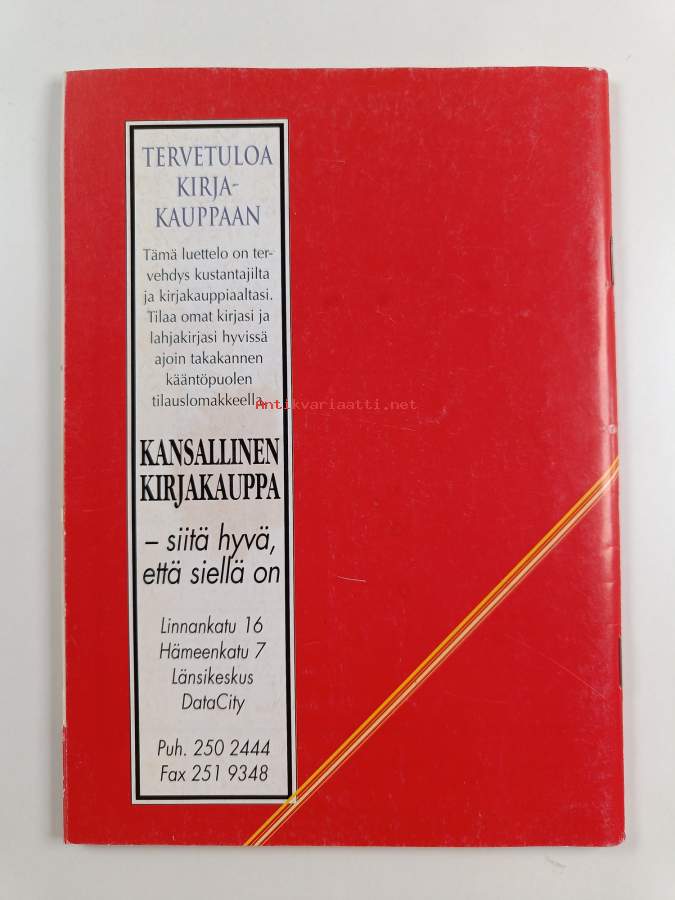 TERVETULOA
KIRJA-
KAUPPAAN
Tämä luettelo on ter-
vehdys kustantajilta
ja kirjakauppiaaltasi.
Tilaa omat kirjasi ja
lahjakirjasi hyvissä
ajoin takakannen
kääntöpuolen
tilauslomakkeella.
Antikvariaatti.net
KANSALLINEN
KIRJAKAUPPA
– siitä hyvä,
että siellä on
Linnankatu 16
Hämeenkatu 7
Länsikeskus
DataCity
Puh. 250 2444
Fax 251 9348